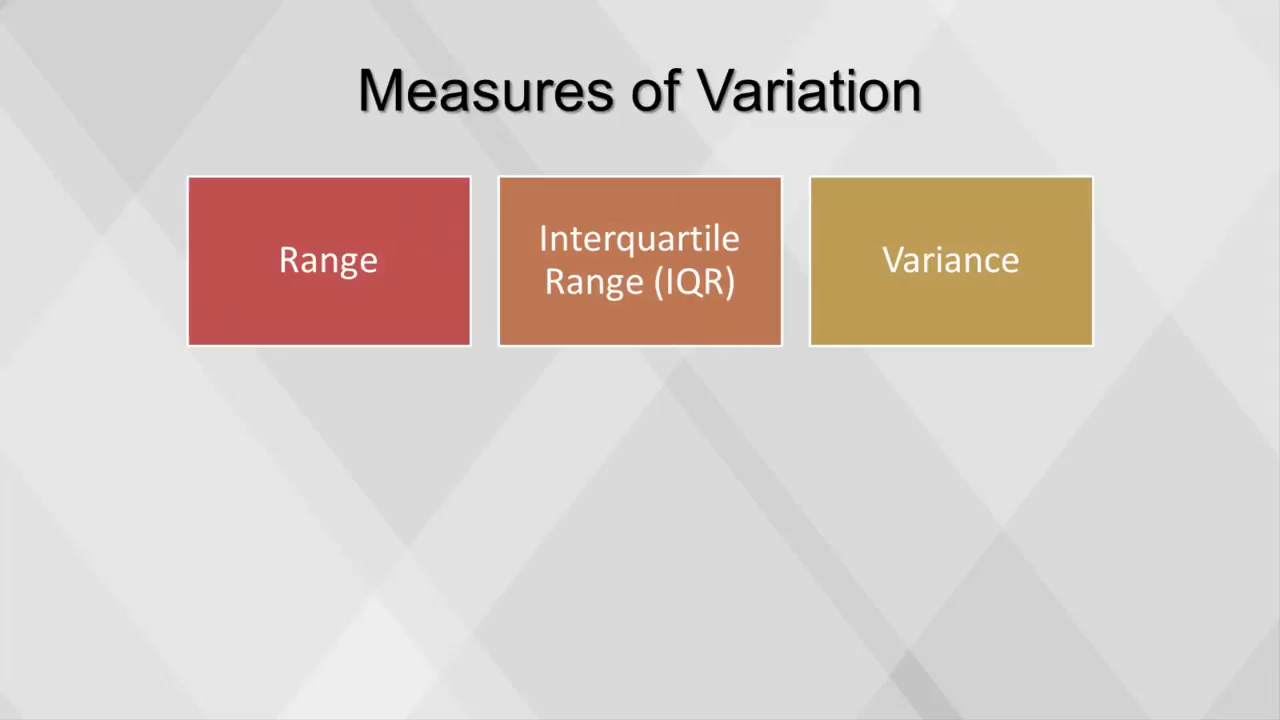 Measures of Variation
Range
Interquartile
Range (IQR)
Variance